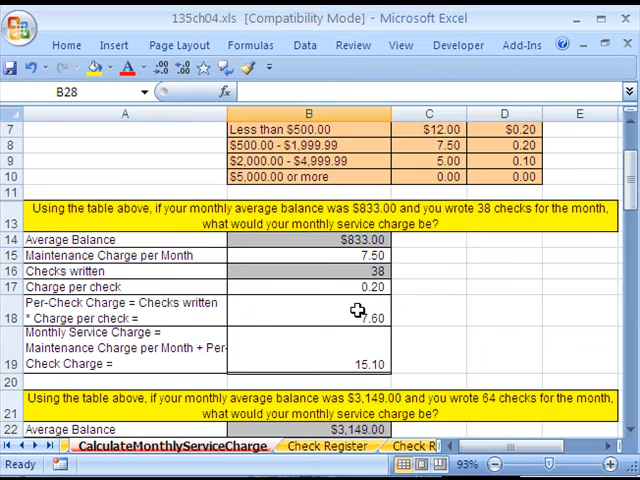 135ch04.xls [Compatibility Mode] - Microsoft Excel
Home Insert Page Layout Formulas Data Review View Developer Add-Ins
B28 fx
A B C D E
7 Less than $500.00 $12.00 $0.20
8 $500.00 - $1,999.99 7.50 0.20
9 $2,000.00 - $4,999.99 5.00 0.10
10 $5,000.00 or more 0.00 0.00
11
Using the table above, if your monthly average balance was $833.00 and you wrote 38 checks for the month,
13 what would your monthly service charge be?
14 Average Balance $833.00
15 Maintenance Charge per Month 7.50
16 Checks written 38
17 Charge per check 0.20
Per-Check Charge = Checks written
18 * Charge per check = 7.60
Monthly Service Charge =
Maintenance Charge per Month + Per-
19 Check Charge = 15.10
20
Using the table above, if your monthly average balance was $3,149.00 and you wrote 64 checks for the month,
21 what would your monthly service charge be?
22 Average Balance $3,149.00
CalculateMonthlyServiceCharge Check Register Check R
Ready 93%